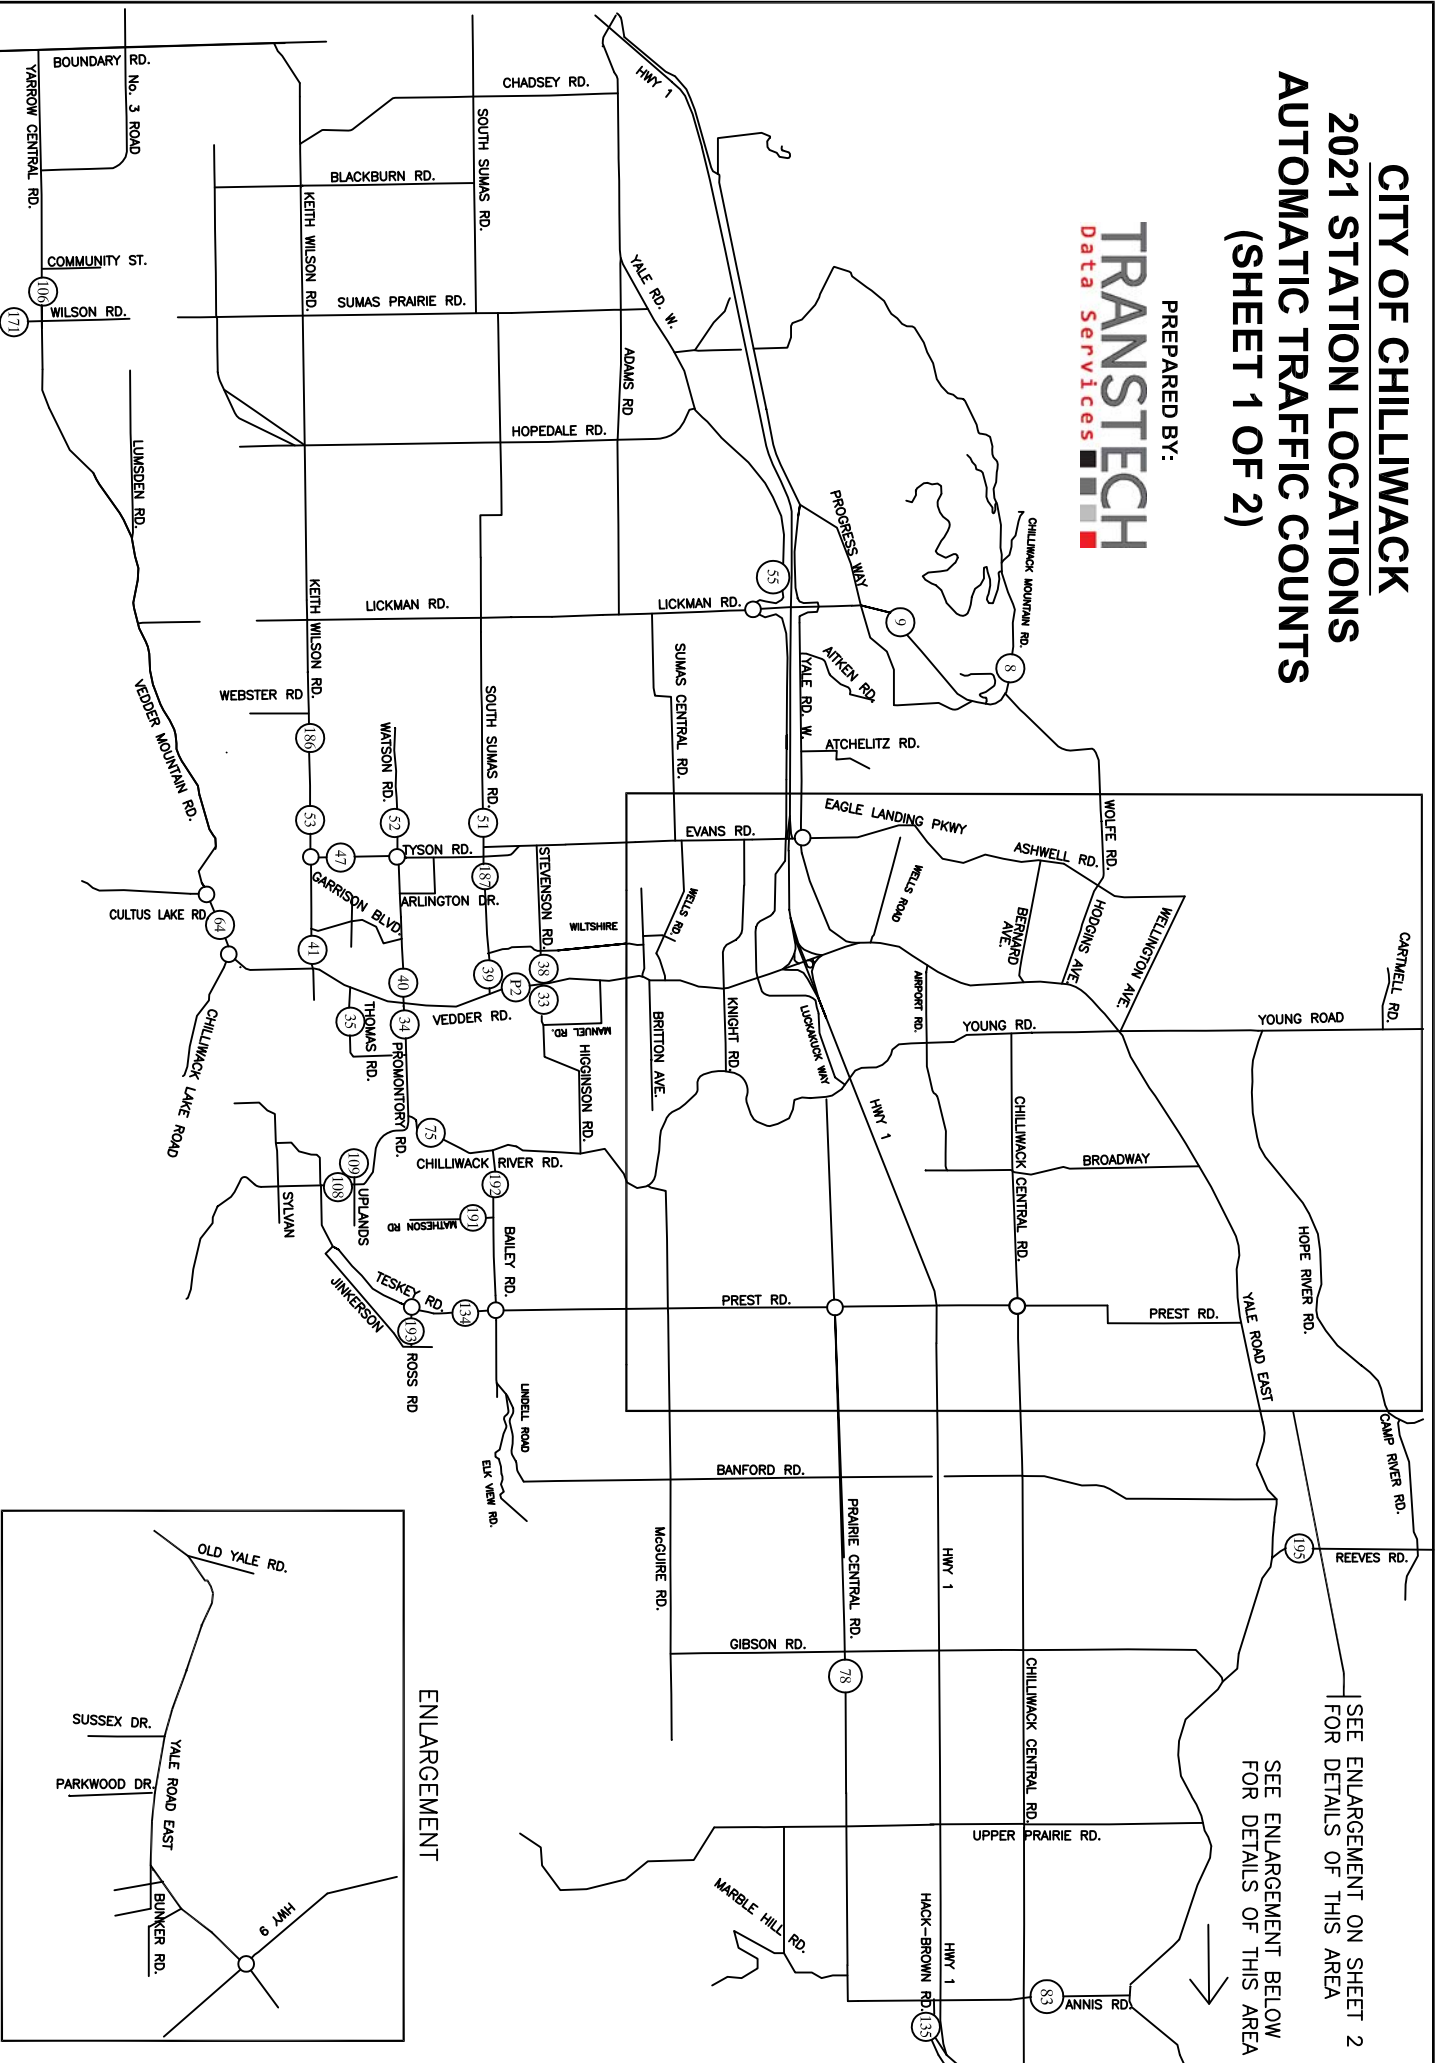 CITY OF CHILLIWACK
2021 STATION LOCATIONS
AUTOMATIC TRAFFIC COUNTS
(SHEET 1 OF 2)
PREPARED BY:
TRANSTECH
Data Services
SEE ENLARGEMENT ON SHEET 2
FOR DETAILS OF THIS AREA
SEE ENLARGEMENT BELOW
FOR DETAILS OF THIS AREA
BOUNDARY RD.
No. 3 ROAD
YARROW CENTRAL RD.
COMMUNITY ST.
106
WILSON RD.
171
CHADSEY RD.
HWY 1
SOUTH SUMAS RD.
BLACKBURN RD.
KEITH WILSON RD.
SUMAS PRAIRIE RD.
YALE RD. W.
ADAMS RD
HOPEDALE RD.
LUMSDEN RD.
PROGRESS WAY
CHILLIWACK MOUNTAIN RD.
55
LICKMAN RD.
LICKMAN RD.
9
8
KEITH WILSON RD.
SUMAS CENTRAL RD.
AITKEN RD.
YALE RD. W.
WEBSTER RD
VEDDER MOUNTAIN RD.
186
WATSON RD.
SOUTH SUMAS RD.
ATCHELITZ RD.
53
52
51
EVANS RD.
EAGLE LANDING PKWY
WOLFE RD.
ASHWELL RD.
47
TYSON RD.
187
STEVENSON RD.
WELLS ROAD
BERNARD
AVE.
HODGINS AVE.
WELLINGTON AVE.
CARTMELL RD.
GARRISON BLVD.
ARLINGTON DR.
WILTSHIRE
WELLS RD.
CULTUS LAKE RD
64
41
40
39
P2
38
33
34
35
VEDDER RD.
THOMAS RD.
PROMONTORY RD.
MANUEL RD.
HIGGINSON RD.
BRITTON AVE.
KNIGHT RD.
LUCKAKUCK WAY
AIRPORT RD.
YOUNG RD.
YOUNG ROAD
CHILLIWACK LAKE ROAD
75
CHILLIWACK RIVER RD.
HWY 1
CHILLIWACK CENTRAL RD.
BROADWAY
HOPE RIVER RD.
109
108
UPLANDS
SYLVAN
192
191
MATHESON RD
BAILEY RD.
JINKERSON
TESKEY RD.
134
193
ROSS RD
PREST RD.
PREST RD.
YALE ROAD EAST
LINDELL ROAD
ELK VIEW RD.
BANFORD RD.
CAMP RIVER RD.
McGUIRE RD.
PRAIRIE CENTRAL RD.
HWY 1
195
REEVES RD.
GIBSON RD.
78
CHILLIWACK CENTRAL RD.
UPPER PRAIRIE RD.
MARBLE HILL RD.
HACK-BROWN RD.
HWY 1
135
83
ANNIS RD.
ENLARGEMENT
OLD YALE RD.
SUSSEX DR.
PARKWOOD DR.
YALE ROAD EAST
BUNKER RD.
HWY 9